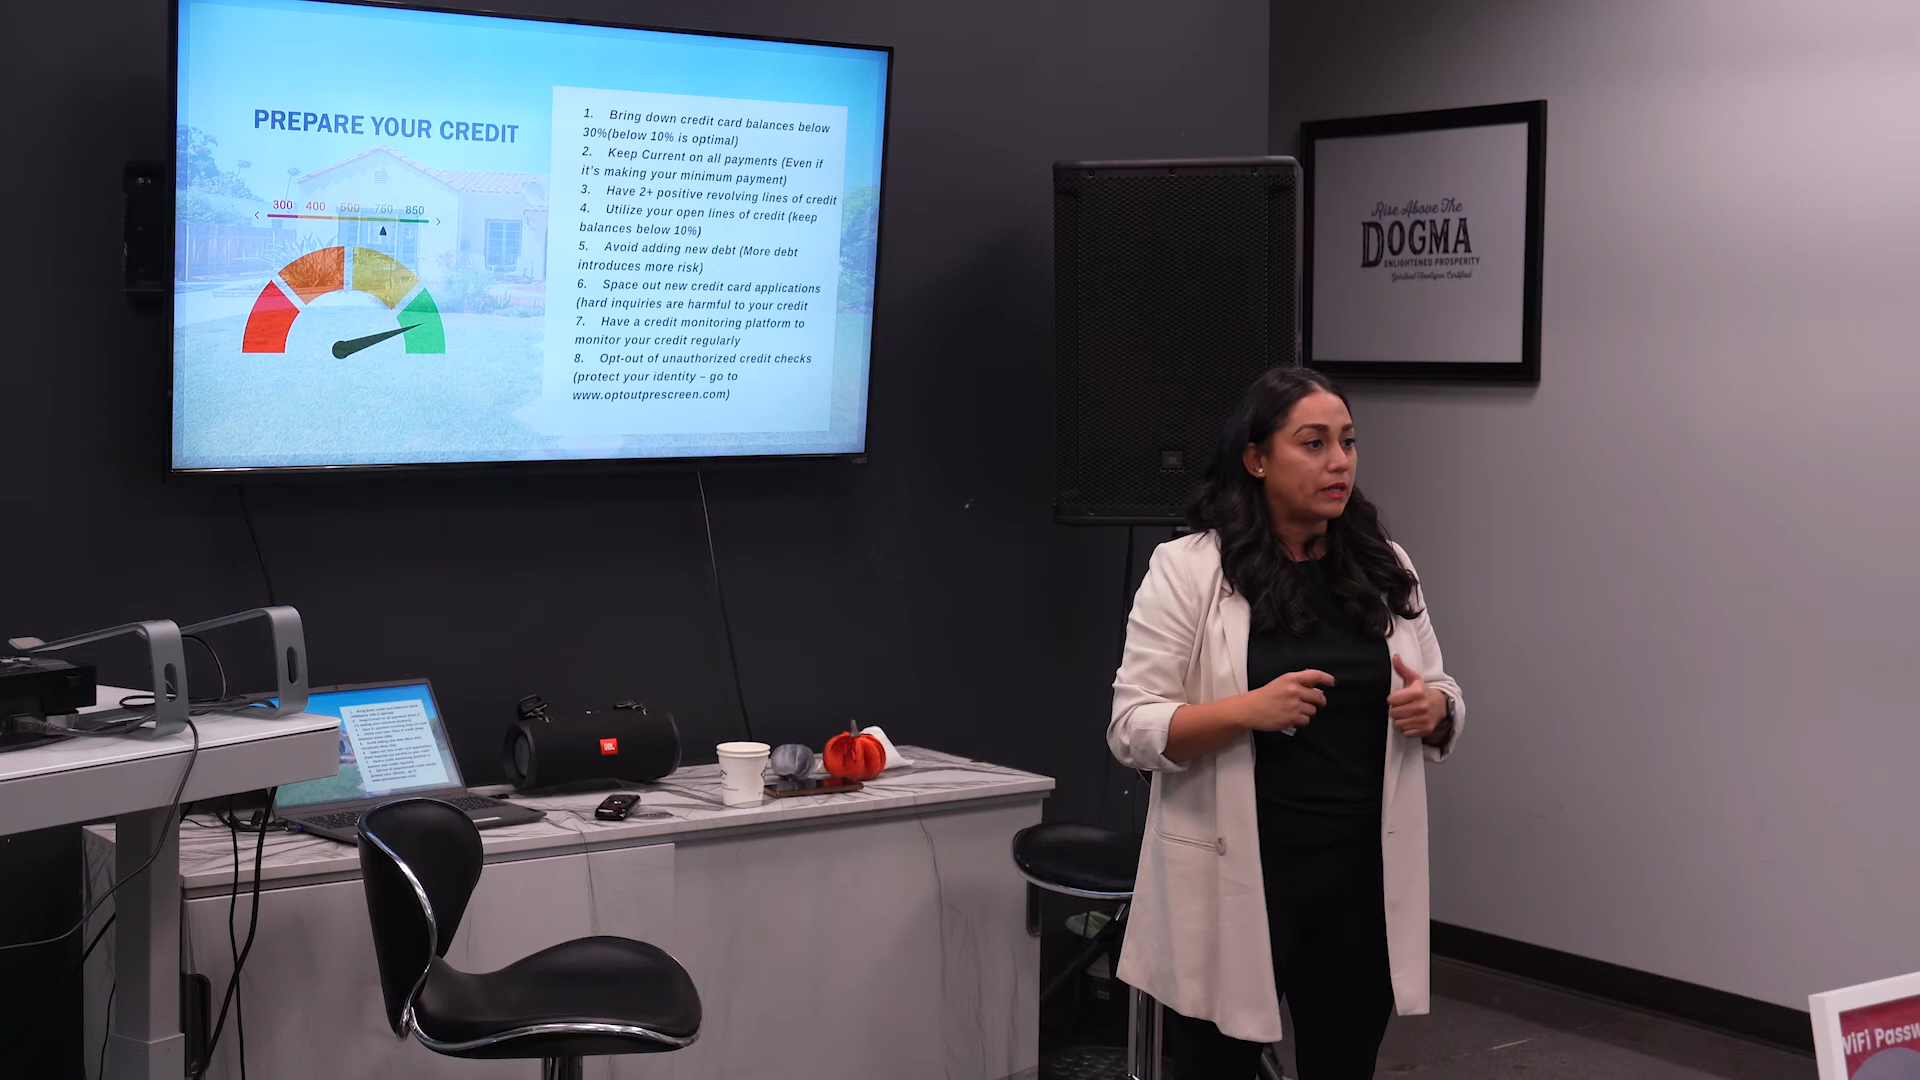 PREPARE YOUR CREDIT
300 400 500 750 850
1. Bring down credit card balances below
30%(below 10% is optimal)
2. Keep Current on all payments (Even if
it's making your minimum payment)
3. Have 2+ positive revolving lines of credit
4. Utilize your open lines of credit (keep
balances below 10%)
5. Avoid adding new debt (More debt
introduces more risk)
6. Space out new credit card applications
(hard inquiries are harmful to your credit
7. Have a credit monitoring platform to
monitor your credit regularly
8. Opt-out of unauthorized credit checks
(protect your identity – go to
www.optoutprescreen.com)
Rise Above The
DOGMA
ENLIGHTENED PROSPERITY
JBL
WiFi Passw